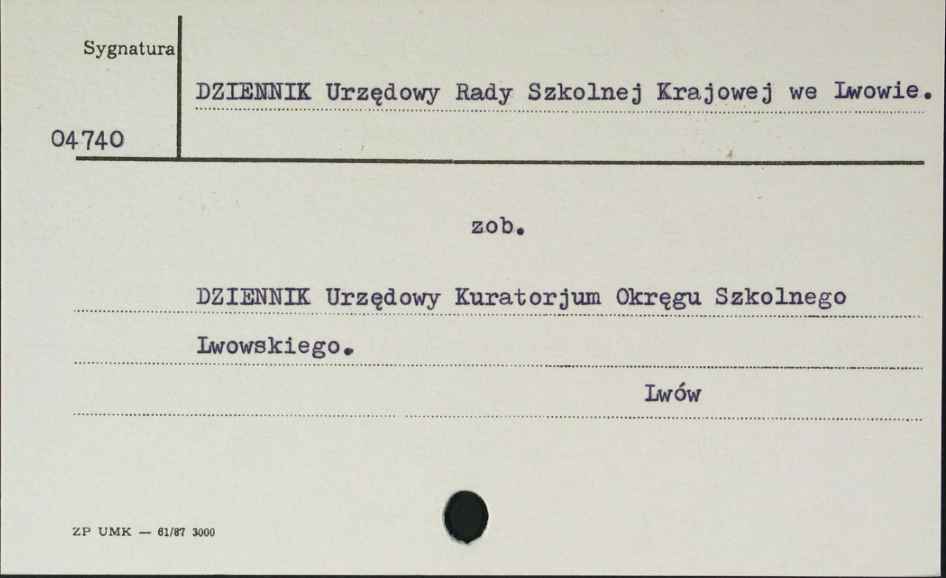 Sygnatura
DZIENNIK Urzędowy Rady Szkolnej Krajowej we Lwowie.
04740
zob.
DZIENNIK Urzędowy Kuratorjum Okręgu Szkolnego
Lwowskiego.
Lwów
ZP UMK — 61/87 3000